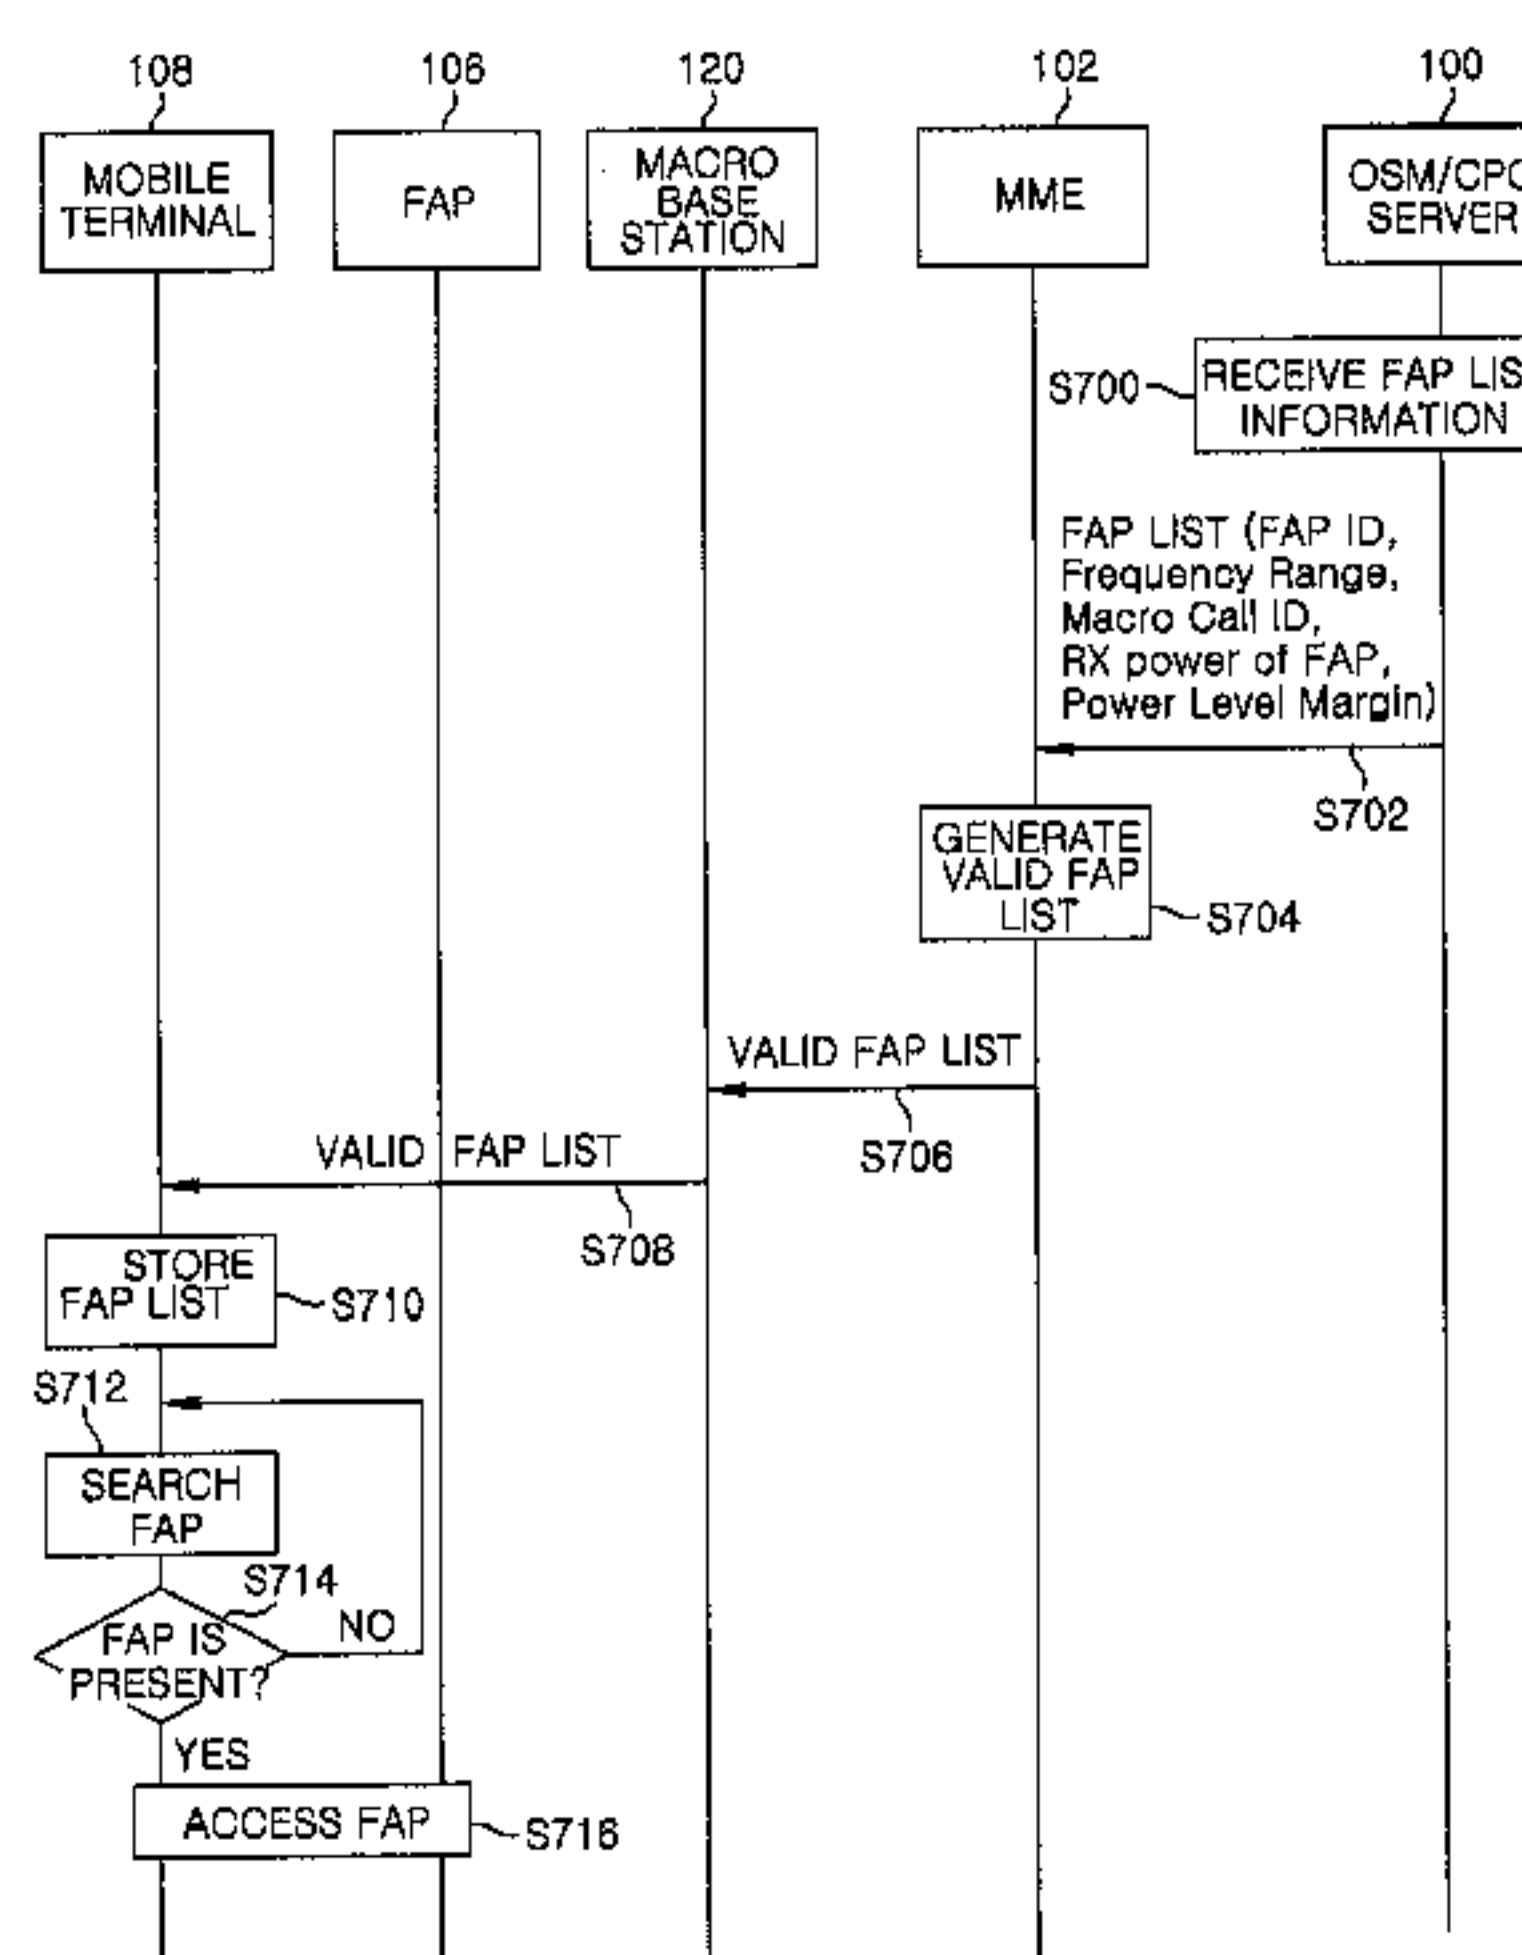 108
106
120
102
100
MOBILE
TERMINAL
FAP
MACRO
BASE
STATION
MME
OSM/CPC
SERVER
S700
RECEIVE FAP LIS
INFORMATION
FAP LIST (FAP ID,
Frequency Range,
Macro Call ID,
RX power of FAP,
Power Level Margin)
S702
GENERATE
VALID FAP
LIST
S704
VALID FAP LIST
S706
VALID FAP LIST
S708
STORE
FAP LIST
S710
S712
SEARCH
FAP
S714
FAP IS
PRESENT?
NO
YES
ACCESS FAP
S716